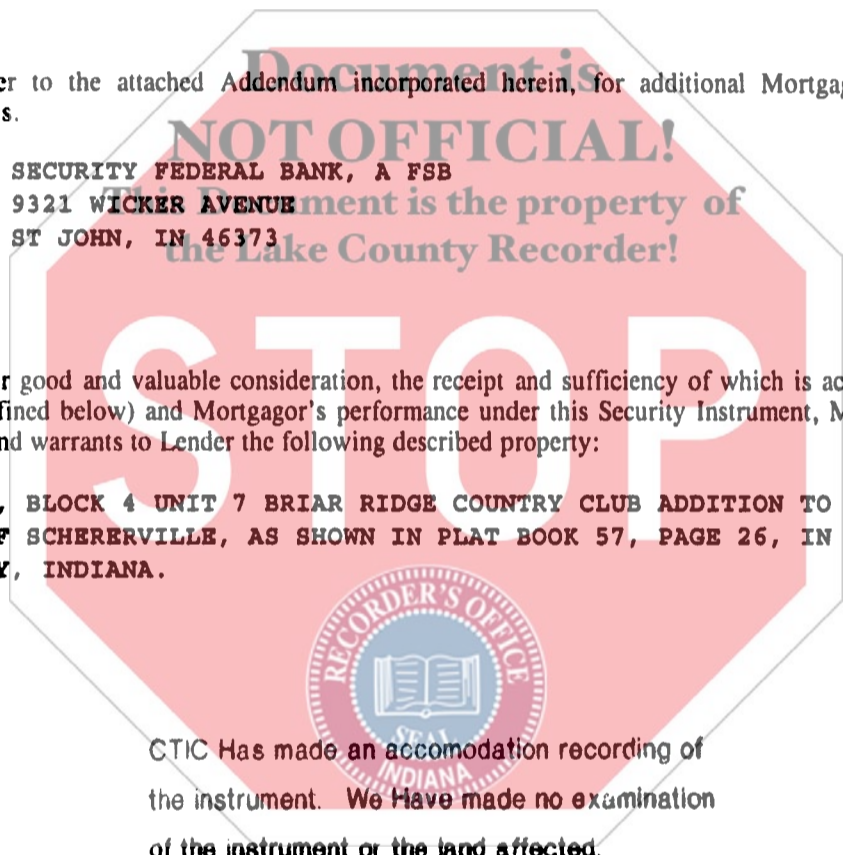 er to the attached Addendum incorporated herein, for additional Mortgag
s.
Document is
NOT OFFICIAL!
This Document is the property of
the Lake County Recorder!
SECURITY FEDERAL BANK, A FSB
9321 WICKER AVENUE
ST JOHN, IN 46373
STOP
r good and valuable consideration, the receipt and sufficiency of which is ac
fined below) and Mortgagor's performance under this Security Instrument, M
nd warrants to Lender the following described property:
, BLOCK 4 UNIT 7 BRIAR RIDGE COUNTRY CLUB ADDITION TO
F SCHERERVILLE, AS SHOWN IN PLAT BOOK 57, PAGE 26, IN
Y, INDIANA.
RECORDER'S OFFICE
SEAL
INDIANA
CTIC Has made an accomodation recording of
the instrument. We Have made no examination
of the instrument or the land affected.